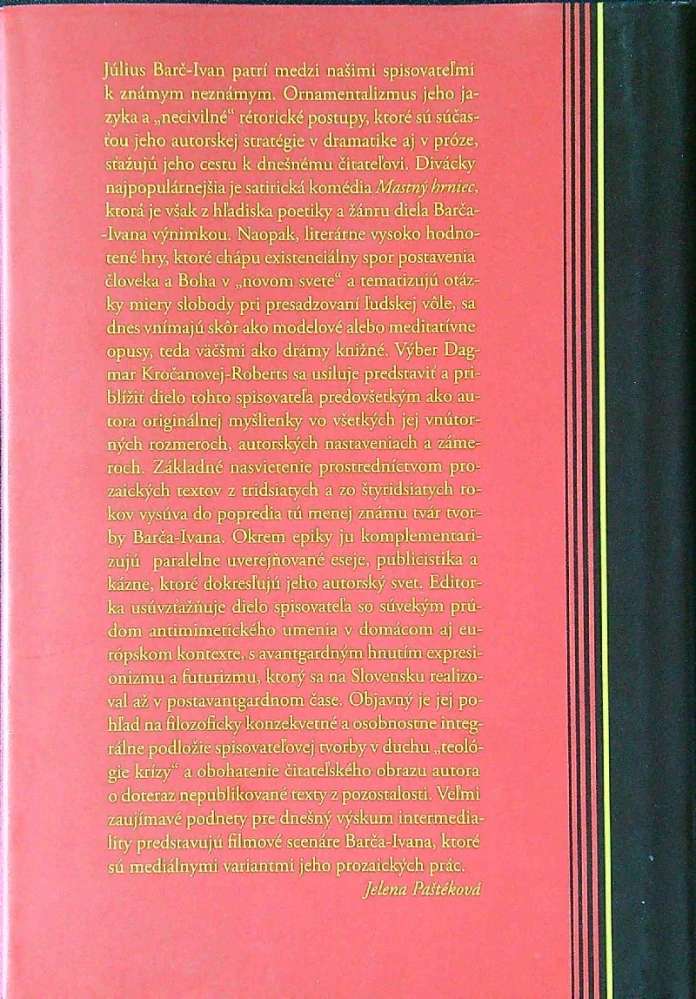 Július Barč-Ivan patrí medzi našimi spisovateľmi
k známym neznámym. Ornamentalizmus jeho ja-
zyka a „necivilné“ rétorické postupy, ktoré sú súčas-
ťou jeho autorskej stratégie v dramatike aj v próze,
sťažujú jeho cestu k dnešnému čitateľovi. Divácky
najpopulárnejšia je satirická komédia Mastný hrniec,
ktorá je však z hľadiska poetiky a žánru diela Barča-
-Ivana výnimkou. Naopak, literárne vysoko hodno-
tené hry, ktoré chápu existenciálny spor postavenia
človeka a Boha v „novom svete“ a tematizujú otáz-
ky miery slobody pri presadzovaní ľudskej vôle, sa
dnes vnímajú skôr ako modelové alebo meditatívne
opusy, teda väčšmi ako drámy knižné. Výber Dag-
mar Kročanovej-Roberts sa usiluje predstaviť a pri-
blížiť dielo tohto spisovateľa predovšetkým ako au-
tora originálnej myšlienky vo všetkých jej vnútor-
ných rozmeroch, autorských nastaveniach a záme-
roch. Základné nasvietenie prostredníctvom pro-
zaických textov z tridsiatych a zo štyridsiatych ro-
kov vysúva do popredia tú menej známu tvár tvor-
by Barča-Ivana. Okrem epiky ju komplementari-
zujú paralelne uverejňované eseje, publicistika a
kázne, ktoré dokresľujú jeho autorský svet. Editor-
ka usúvzťažňuje dielo spisovateľa so súvekým prú-
dom antimimetického umenia v domácom aj eu-
rópskom kontexte, s avantgardným hnutím expresi-
onizmu a futurizmu, ktorý sa na Slovensku realizo-
val až v postavantgardnom čase. Objavný je jej po-
hľad na filozoficky konzekvetné a osobnostne integ-
rálne podložie spisovateľovej tvorby v duchu „teoló-
gie krízy“ a obohatenie čitateľského obrazu autora
o doteraz nepublikované texty z pozostalosti. Veľmi
zaujímavé podnety pre dnešný výskum intermedia-
lity predstavujú filmové scenáre Barča-Ivana, ktoré
sú mediálnymi variantmi jeho prozaických prác.
Jelena Paštéková